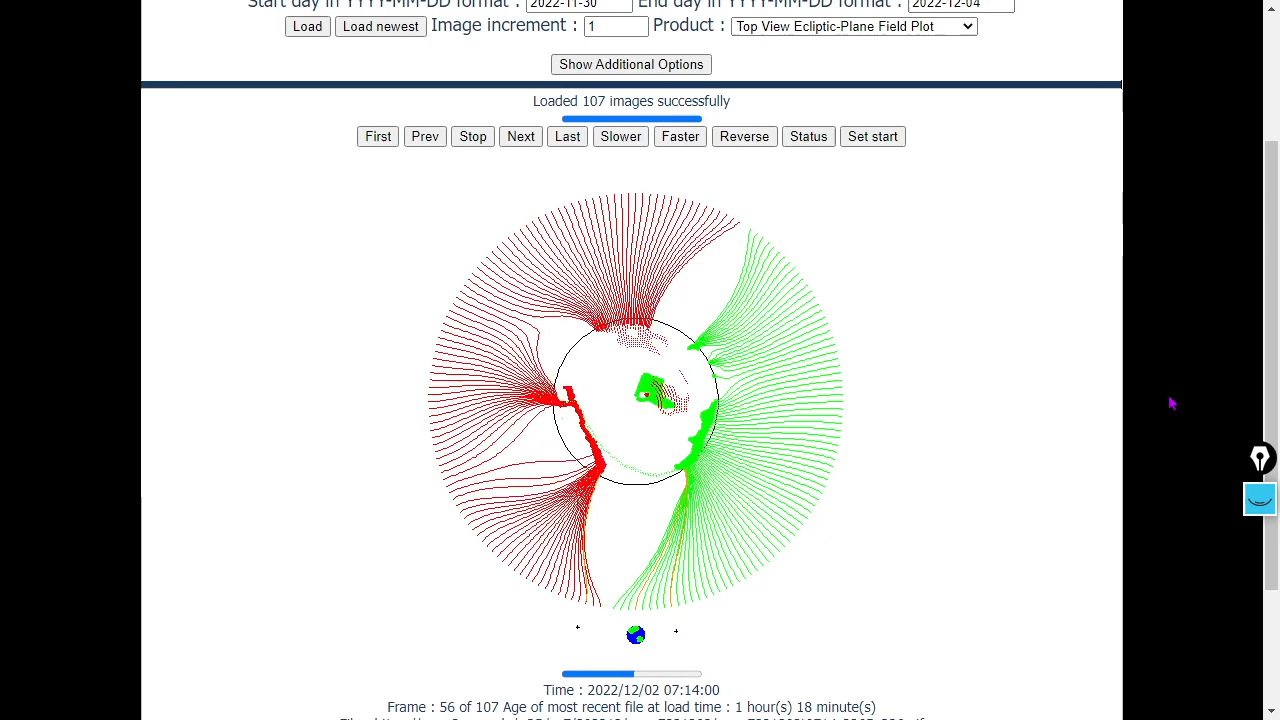 Start day in YYYY-MM-DD format : 2022-11-30 End day in YYYY-MM-DD format : 2022-12-04
Load Load newest Image increment : 1 Product : Top View Ecliptic-Plane Field Plot
Show Additional Options
Loaded 107 images successfully
First Prev Stop Next Last Slower Faster Reverse Status Set start
Time : 2022/12/02 07:14:00
Frame : 56 of 107 Age of most recent file at load time : 1 hour(s) 18 minute(s)